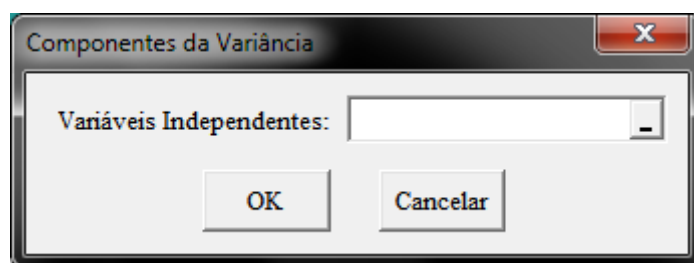 Componentes da Variância
Variáveis Independentes:
OK Cancelar